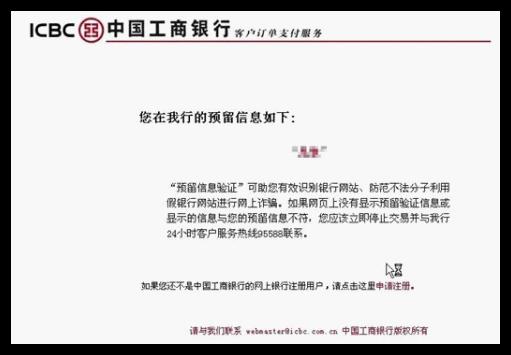 ICBC 中国工商银行 客户订单支付服务
您在我行的预留信息如下：
“预留信息验证”可助您有效识别银行网站、防范不法分子利用
假银行网站进行网上诈骗。如果网页上没有显示预留验证信息或
显示的信息与您的预留信息不符，您应该立即停止交易并与我行
24小时客户服务热线95588联系。
如果您还不是中国工商银行的网上银行注册用户，请点击这里申请注册。
请与我们联系 webmaster@icbc.com.cn 中国工商银行版权所有